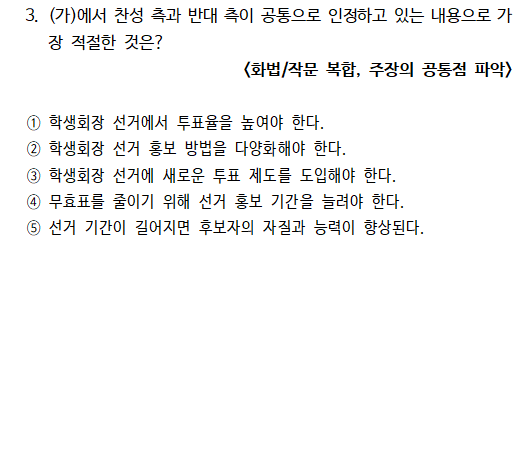 3. (가)에서 찬성 측과 반대 측이 공통으로 인정하고 있는 내용으로 가
장 적절한 것은?
<화법/작문 복합, 주장의 공통점 파악>
① 학생회장 선거에서 투표율을 높여야 한다.
② 학생회장 선거 홍보 방법을 다양화해야 한다.
③ 학생회장 선거에 새로운 투표 제도를 도입해야 한다.
④ 무효표를 줄이기 위해 선거 홍보 기간을 늘려야 한다.
⑤ 선거 기간이 길어지면 후보자의 자질과 능력이 향상된다.